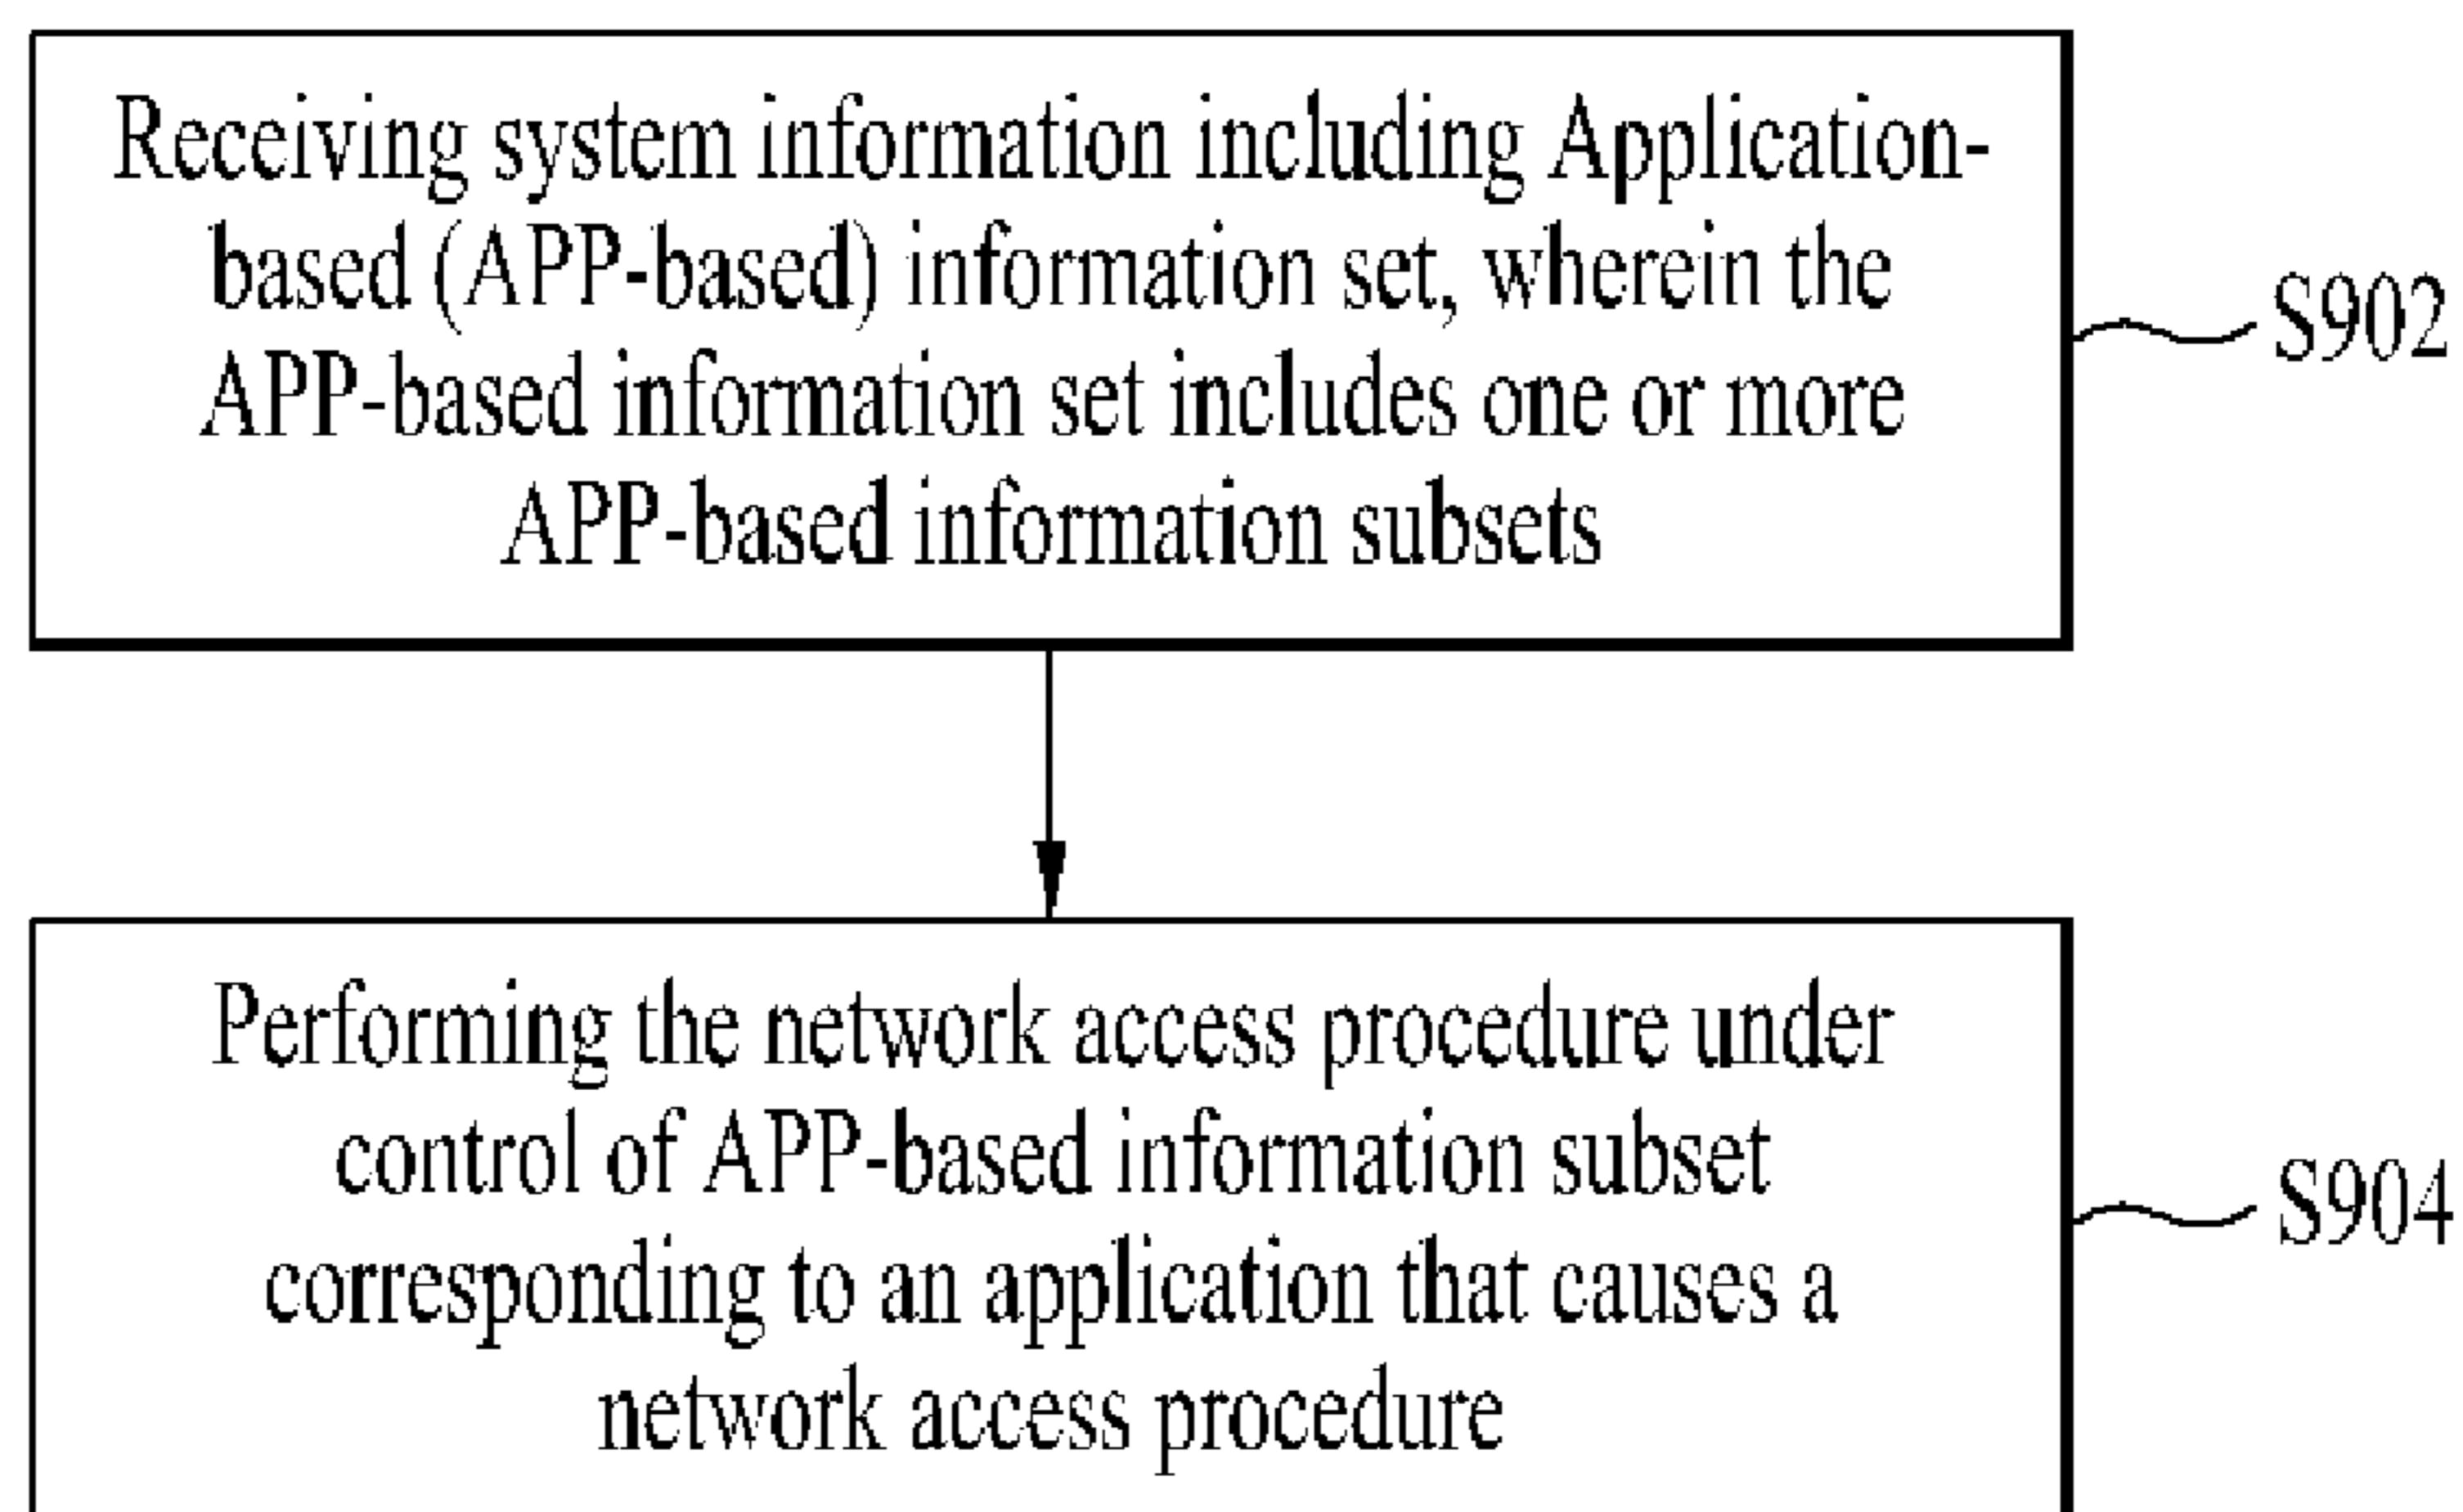 Receiving system information including Application-
based (APP-based) information set, wherein the
APP-based information set includes one or more
APP-based information subsets
S902
Performing the network access procedure under
control of APP-based information subset
corresponding to an application that causes a
network access procedure
S904